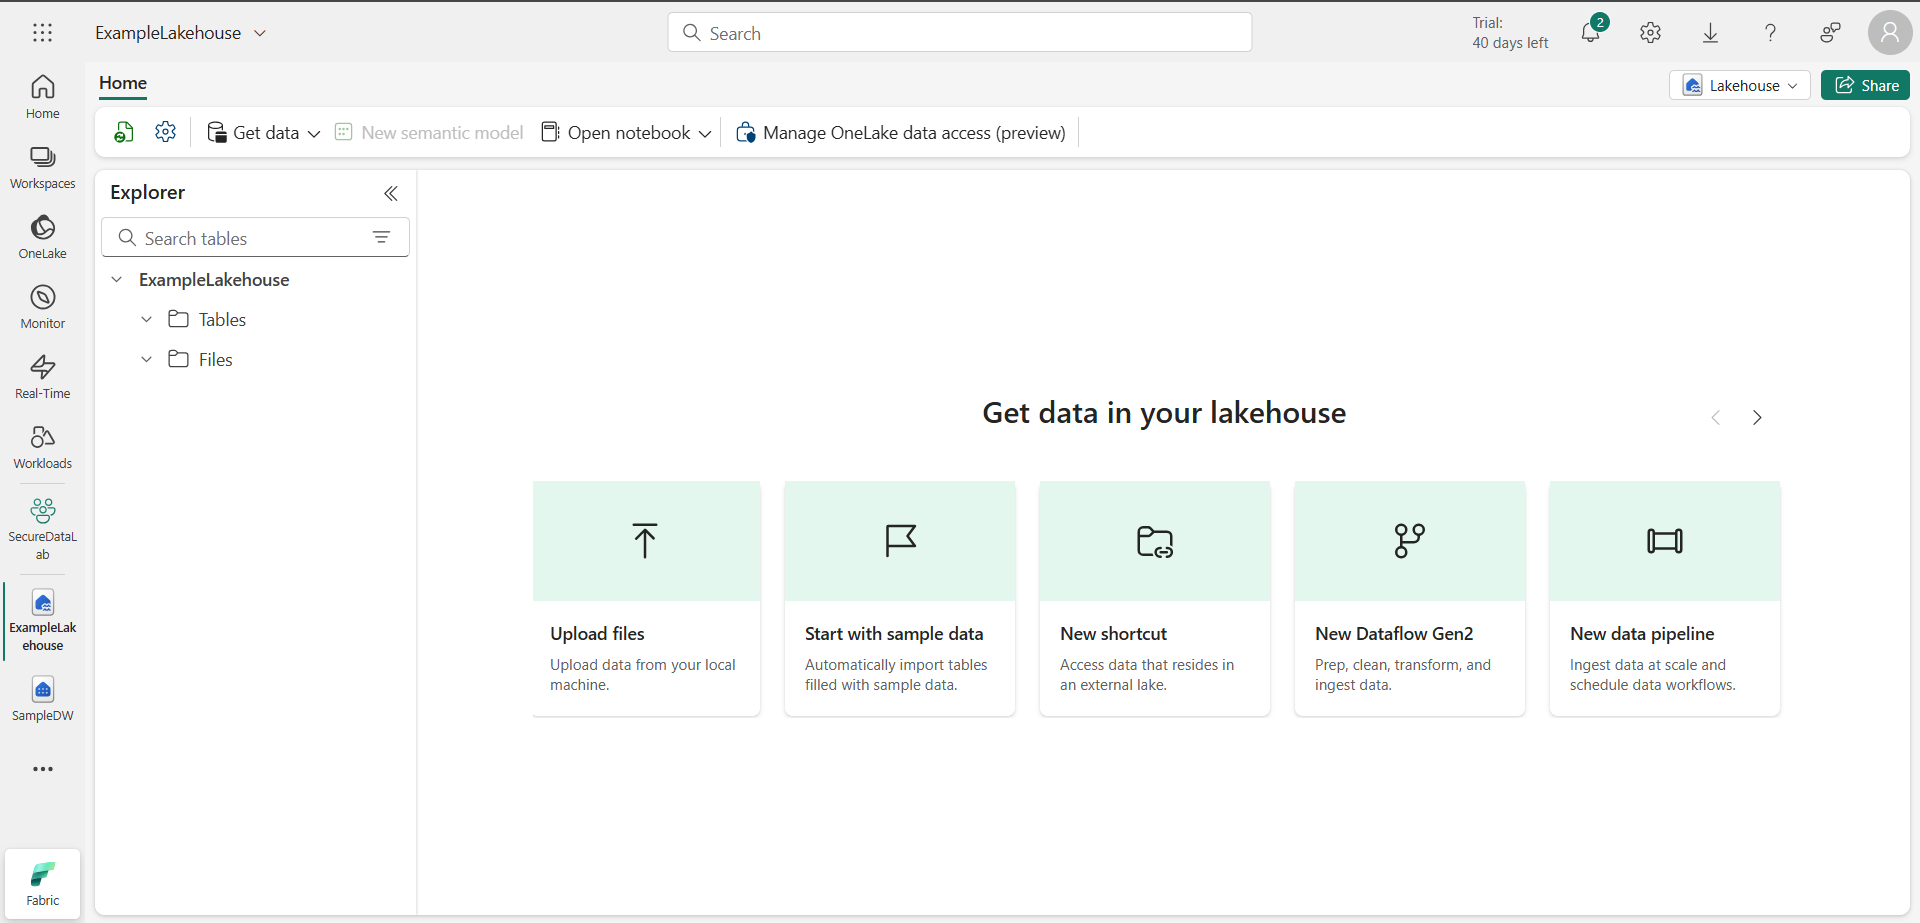 ExampleLakehouse
Search
Trial:
40 days left
2
Home
Workspaces
OneLake
Monitor
Real-Time
Workloads
SecureDataL
ab
ExampleLak
ehouse
SampleDW
Fabric
Home
Lakehouse
Share
Get data
New semantic model
Open notebook
Manage OneLake data access (preview)
Explorer
Search tables
ExampleLakehouse
Tables
Files
Get data in your lakehouse
Upload files
Upload data from your local
machine.
Start with sample data
Automatically import tables
filled with sample data.
New shortcut
Access data that resides in
an external lake.
New Dataflow Gen2
Prep, clean, transform, and
ingest data.
New data pipeline
Ingest data at scale and
schedule data workflows.